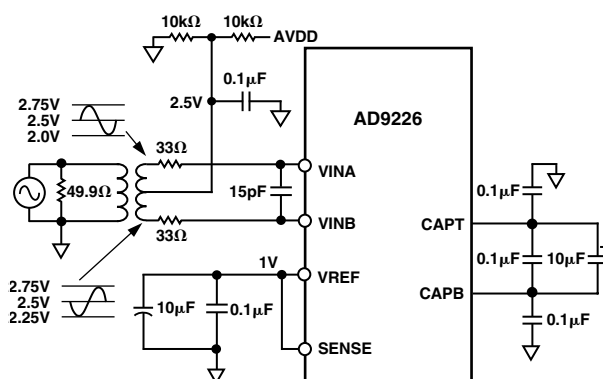 10kΩ 10kΩ
AVDD
0.1µF
2.75V
2.5V
2.0V
2.5V
33Ω
49.9Ω
15pF
33Ω
2.75V
2.5V
2.25V
1V
10µF
0.1µF
AD9226
VINA
VINB
VREF
SENSE
CAPT
CAPB
0.1µF
0.1µF
10µF
0.1µF